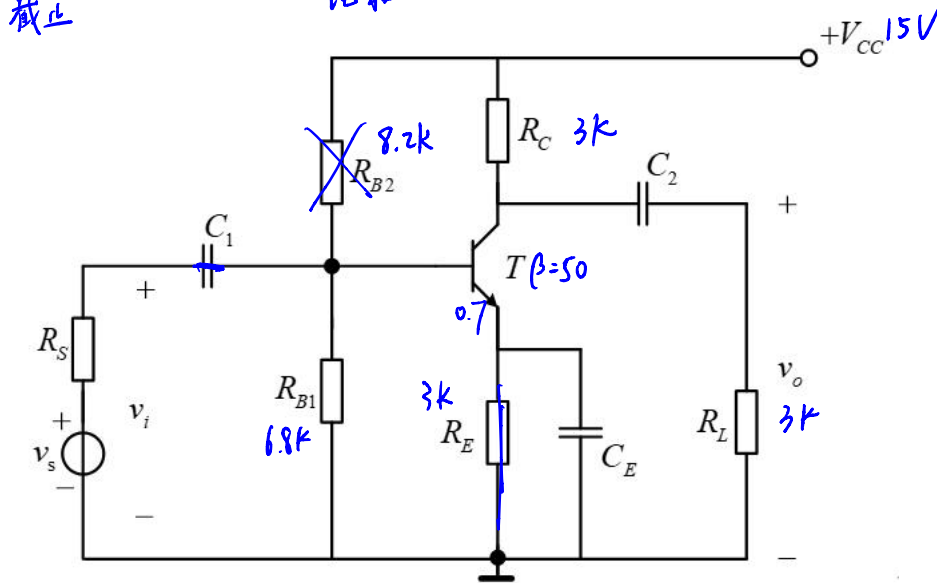 截止
+V_CC 15V
8.2k
R_B2
R_C 3K
C_2
+
C_1
+
T β=50
0.7
R_S
R_B1
6.8k
3K
R_E
C_E
v_o
R_L 3K
+
v_i
v_s
−
−
−